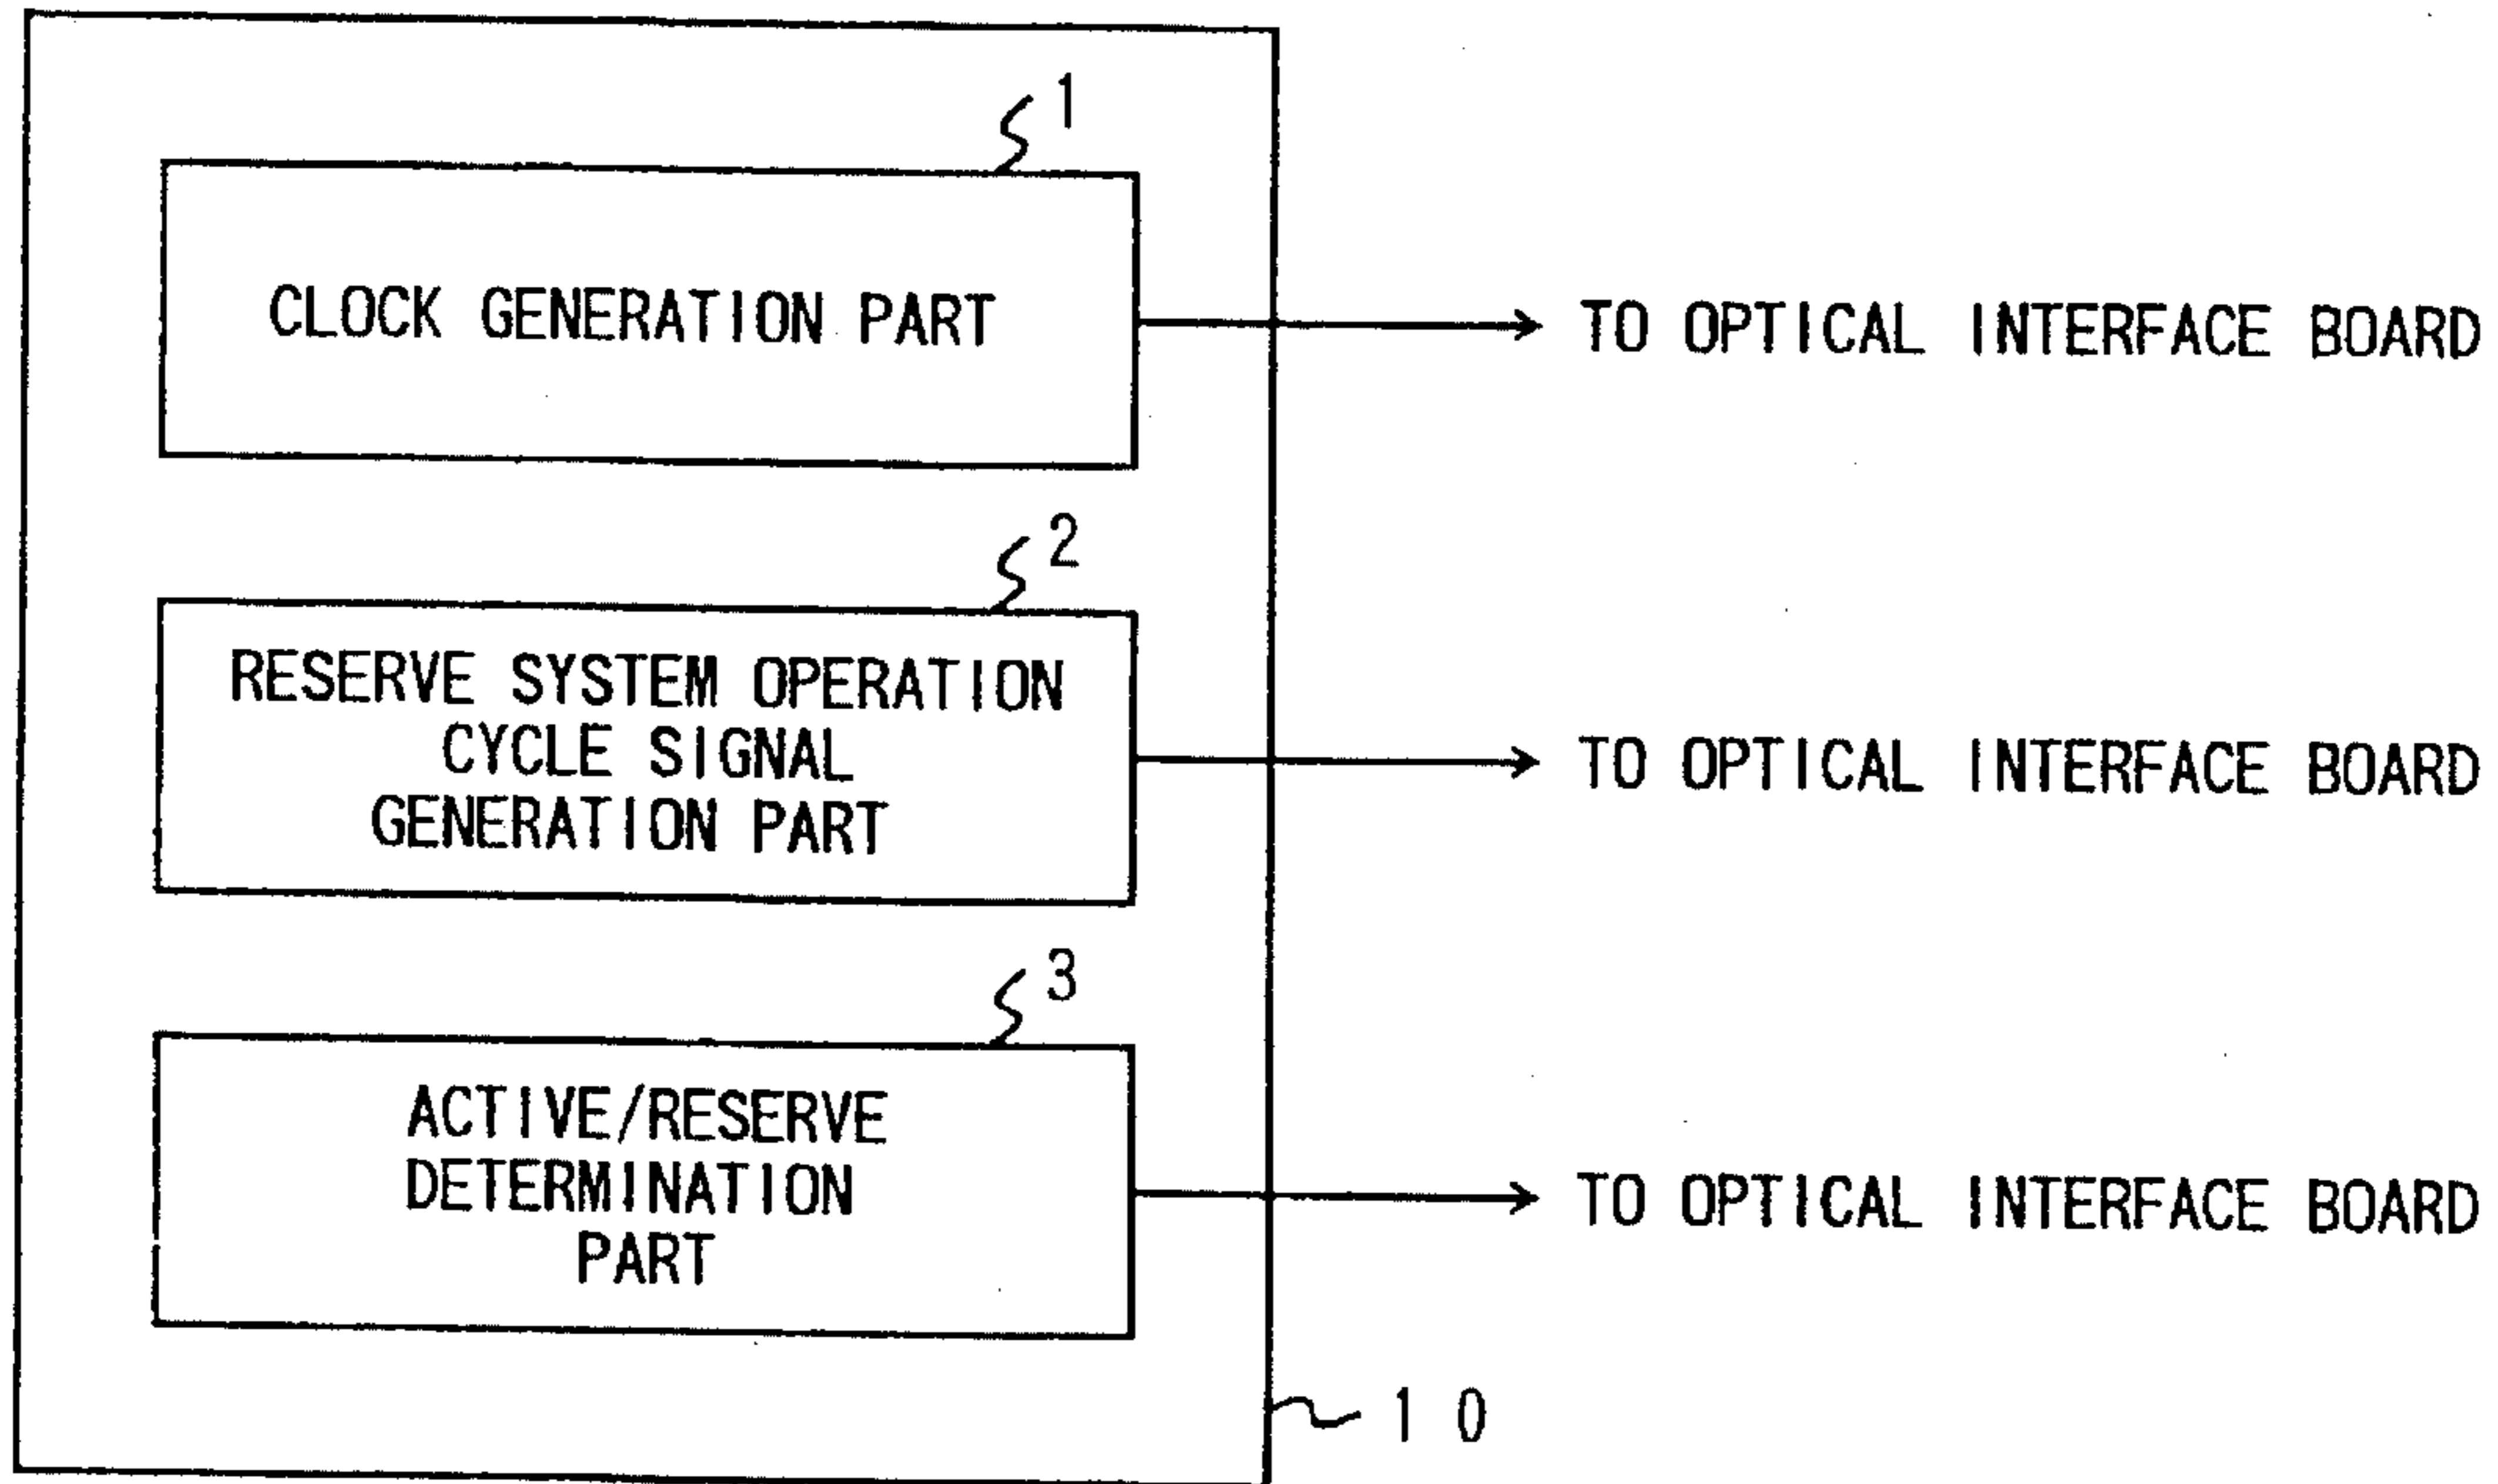 1
CLOCK GENERATION PART
TO OPTICAL INTERFACE BOARD
2
RESERVE SYSTEM OPERATION
CYCLE SIGNAL
GENERATION PART
TO OPTICAL INTERFACE BOARD
3
ACTIVE/RESERVE
DETERMINATION
PART
TO OPTICAL INTERFACE BOARD
10